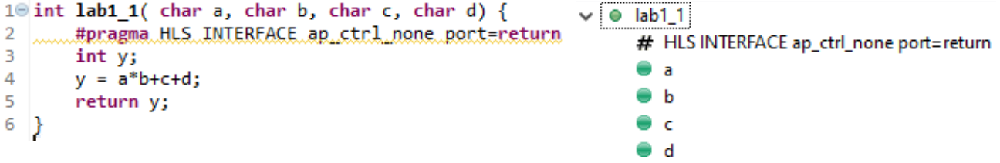 1 int lab1_1( char a, char b, char c, char d) {
2 #pragma HLS INTERFACE ap_ctrl_none port=return
3 int y;
4 y = a*b+c+d;
5 return y;
6 }
lab1_1
# HLS INTERFACE ap_ctrl_none port=return
a
b
c
d